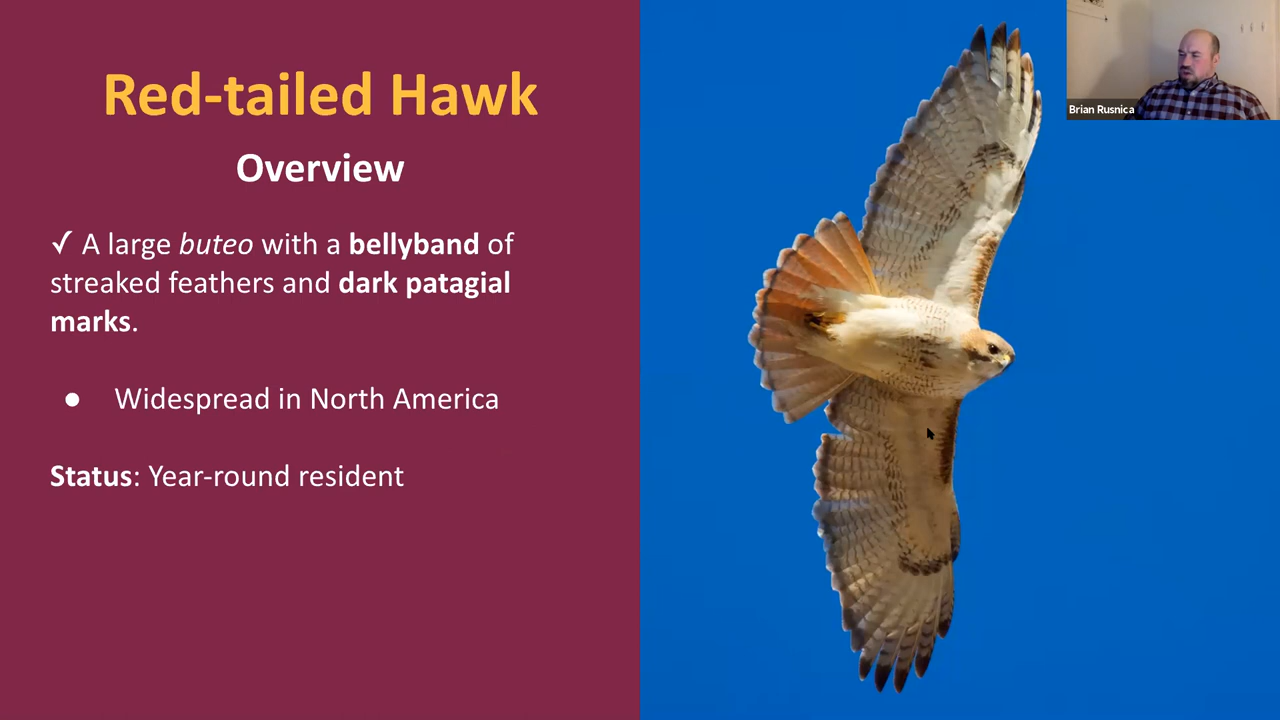 Red-tailed Hawk
Overview
✓ A large buteo with a bellyband of
streaked feathers and dark patagial
marks.
● Widespread in North America
Status: Year-round resident
Brian Rusnica